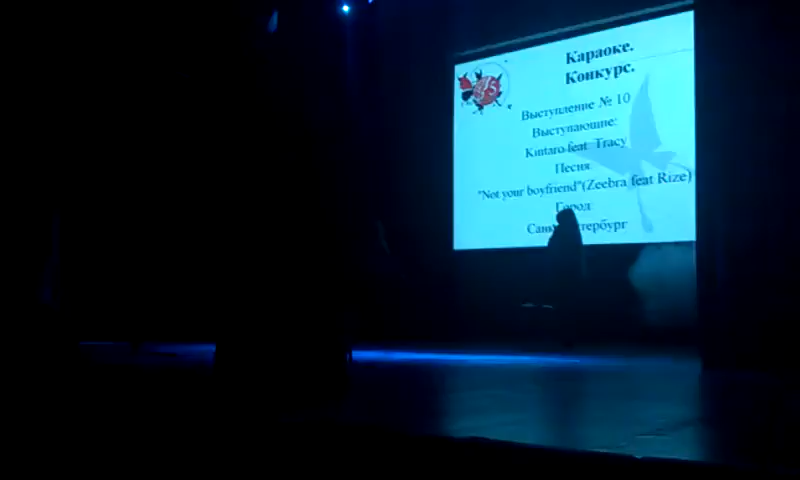 Караоке.
Конкурс.
Выступление № 10
Выступающие:
Kintaro feat. Tracy
Песня:
"Not your boyfriend"(Zeebra feat Rize)
Город: